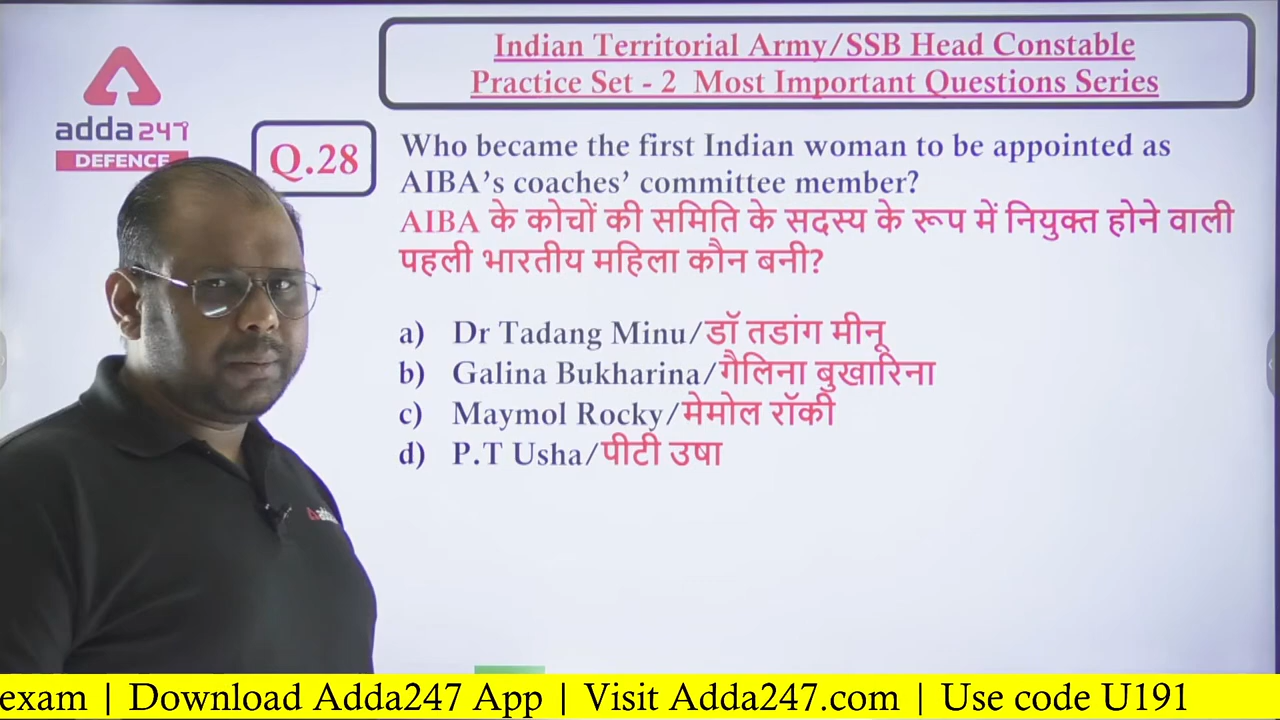 Indian Territorial Army/SSB Head Constable
Practice Set - 2 Most Important Questions Series
adda247
DEFENCE
Q.28
Who became the first Indian woman to be appointed as
AIBA's coaches' committee member?
AIBA के कोचों की समिति के सदस्य के रूप में नियुक्त होने वाली
पहली भारतीय महिला कौन बनी?
a) Dr Tadang Minu/डॉ तडांग मीनू
b) Galina Bukharina/गैलिना बुखारिना
c) Maymol Rocky/मेमोल रॉकी
d) P.T Usha/पीटी उषा
exam | Download Adda247 App | Visit Adda247.com | Use code U191